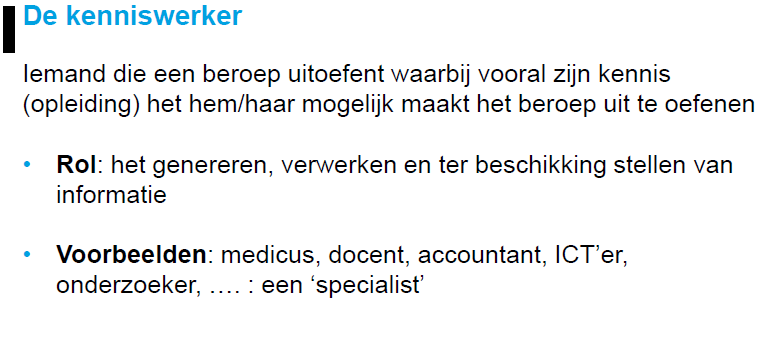 De kenniswerker
Iemand die een beroep uitoefent waarbij vooral zijn kennis
(opleiding) het hem/haar mogelijk maakt het beroep uit te oefenen
• Rol: het genereren, verwerken en ter beschikking stellen van
informatie
• Voorbeelden: medicus, docent, accountant, ICT’er,
onderzoeker, …. : een ‘specialist’